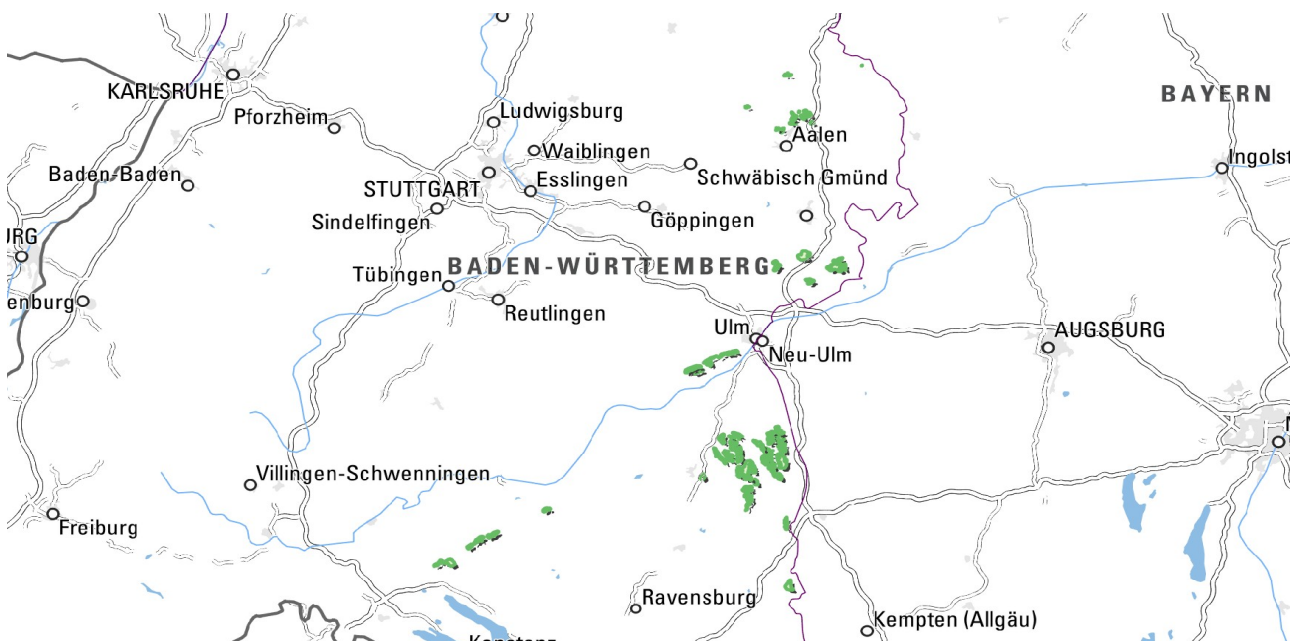 KARLSRUHE
BAYERN
Ludwigsburg
Pforzheim
Aalen
Waiblingen
Ingolst
Baden-Baden
Esslingen
Schwäbisch Gmünd
STUTTGART
Sindelfingen
Göppingen
URG
BADEN-WÜRTTEMBERG
Tübingen
enburg
Reutlingen
Ulm
AUGSBURG
Neu-Ulm
Villingen-Schwenningen
Freiburg
Ravensburg
Kempten (Allgäu)